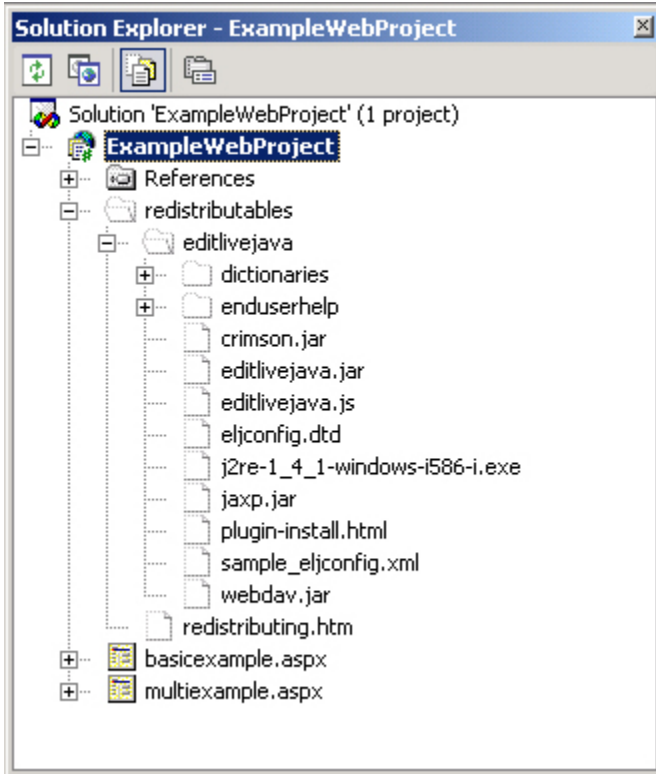 Solution Explorer - ExampleWebProject
Solution 'ExampleWebProject' (1 project)
ExampleWebProject
References
redistributables
editlivejava
dictionaries
enduserhelp
crimson.jar
editlivejava.jar
editlivejava.js
eljconfig.dtd
j2re-1_4_1-windows-i586-i.exe
jaxp.jar
plugin-install.html
sample_eljconfig.xml
webdav.jar
redistributing.htm
basicexample.aspx
multiexample.aspx